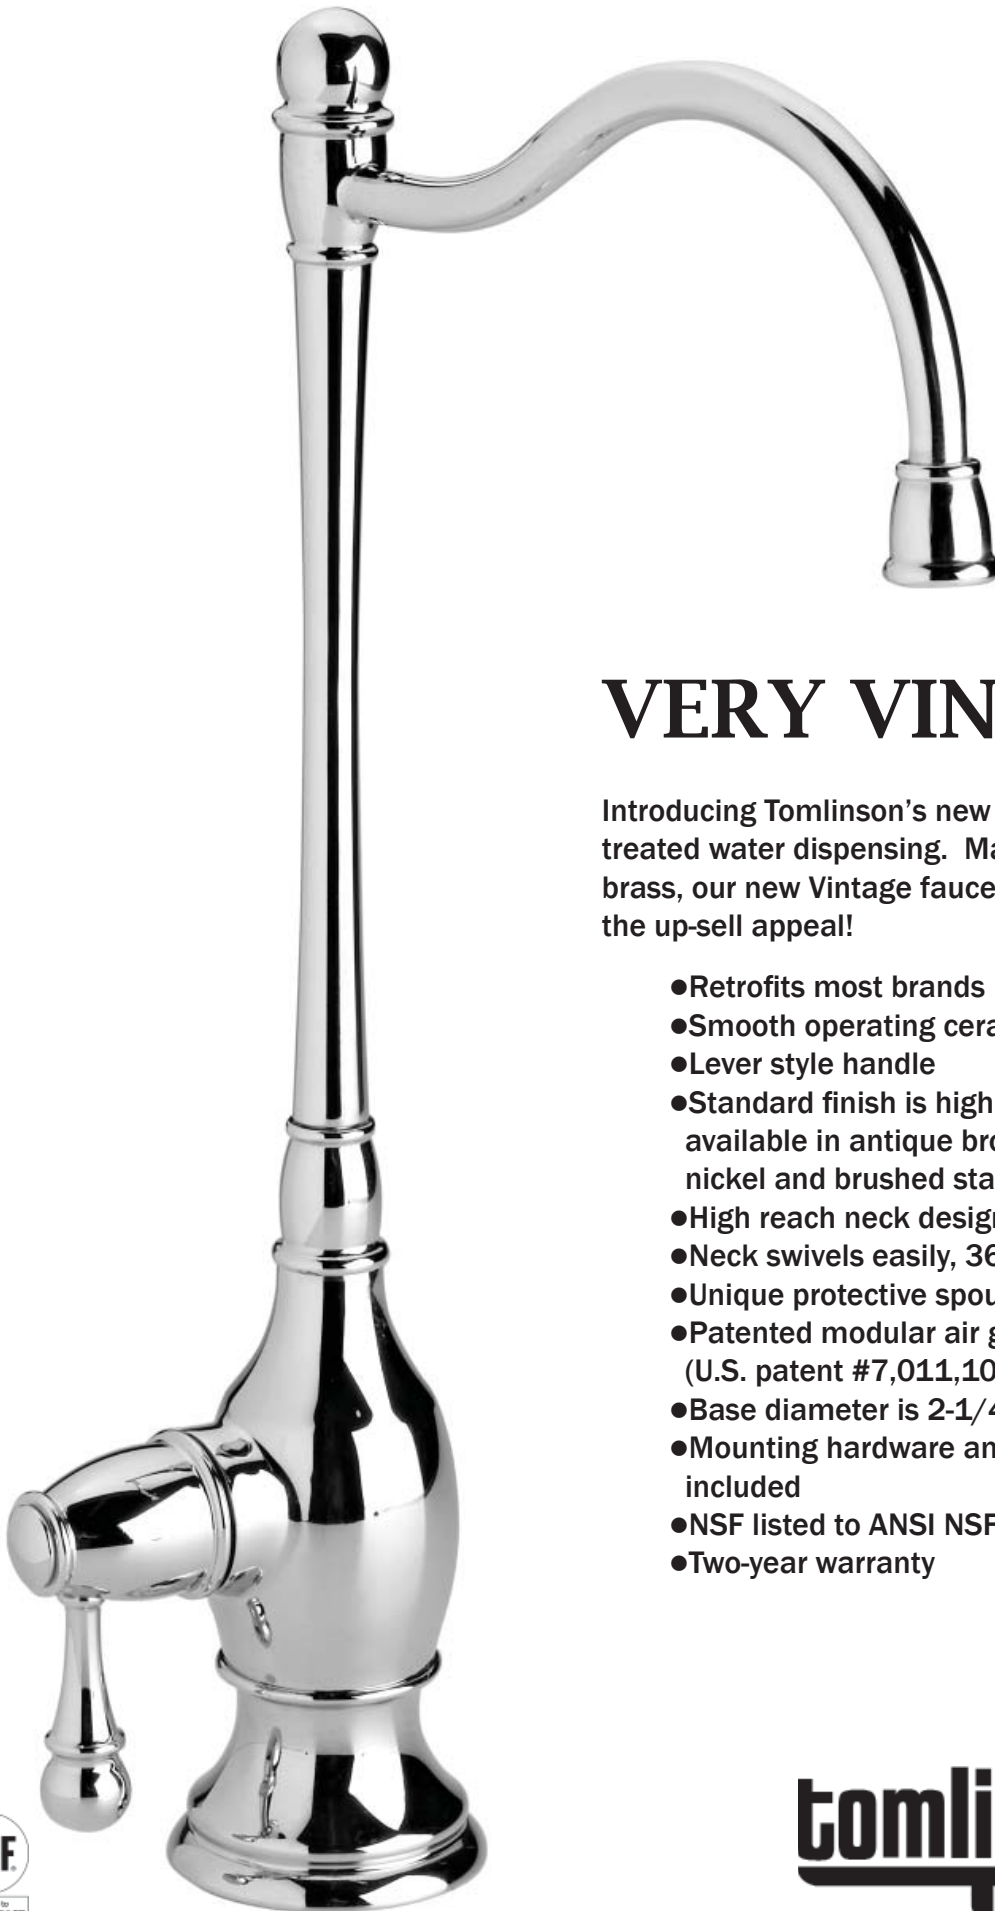 VERY VIN
Introducing Tomlinson's new
treated water dispensing.  Ma
brass, our new Vintage fauce
the up-sell appeal!
●Retrofits most brands
●Smooth operating cera
●Lever style handle
●Standard finish is high
available in antique bro
nickel and brushed sta
●High reach neck design
●Neck swivels easily, 36
●Unique protective spou
●Patented modular air g
(U.S. patent #7,011,10
●Base diameter is 2-1/4
●Mounting hardware an
included
●NSF listed to ANSI NSF
●Two-year warranty
tomli
F.